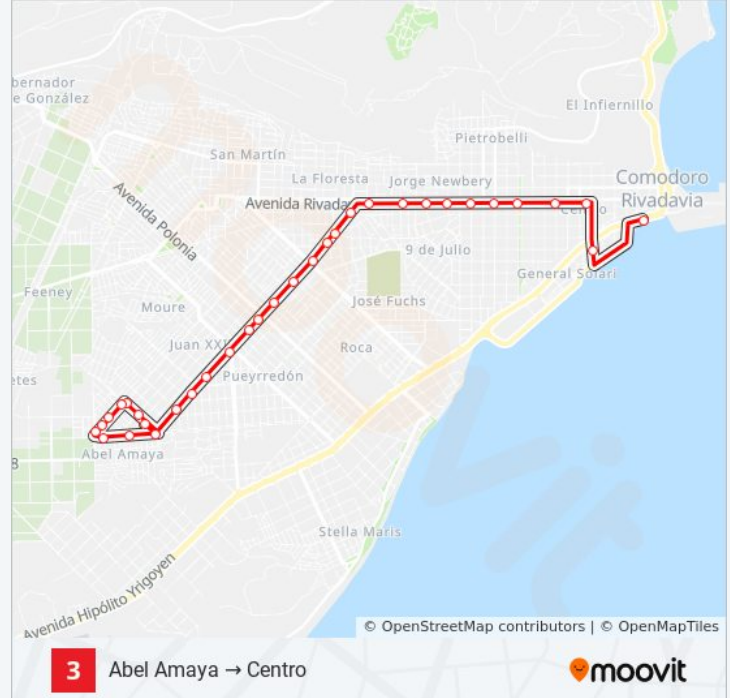 bernador
e González
El Infiernillo
Pietrobelli
San Martín
La Floresta
Jorge Newbery
Comodoro
Rivadavia
Avenida Polonia
Avenida Rivada
Centro
9 de Julio
General Solari
Feeney
José Fuchs
Moure
Juan XXI
Roca
etes
Pueyrredón
Abel Amaya
8
Stella Maris
Avenida Hipólito Yrigoyen
© OpenStreetMap contributors | © OpenMapTiles
3
Abel Amaya → Centro
moovit